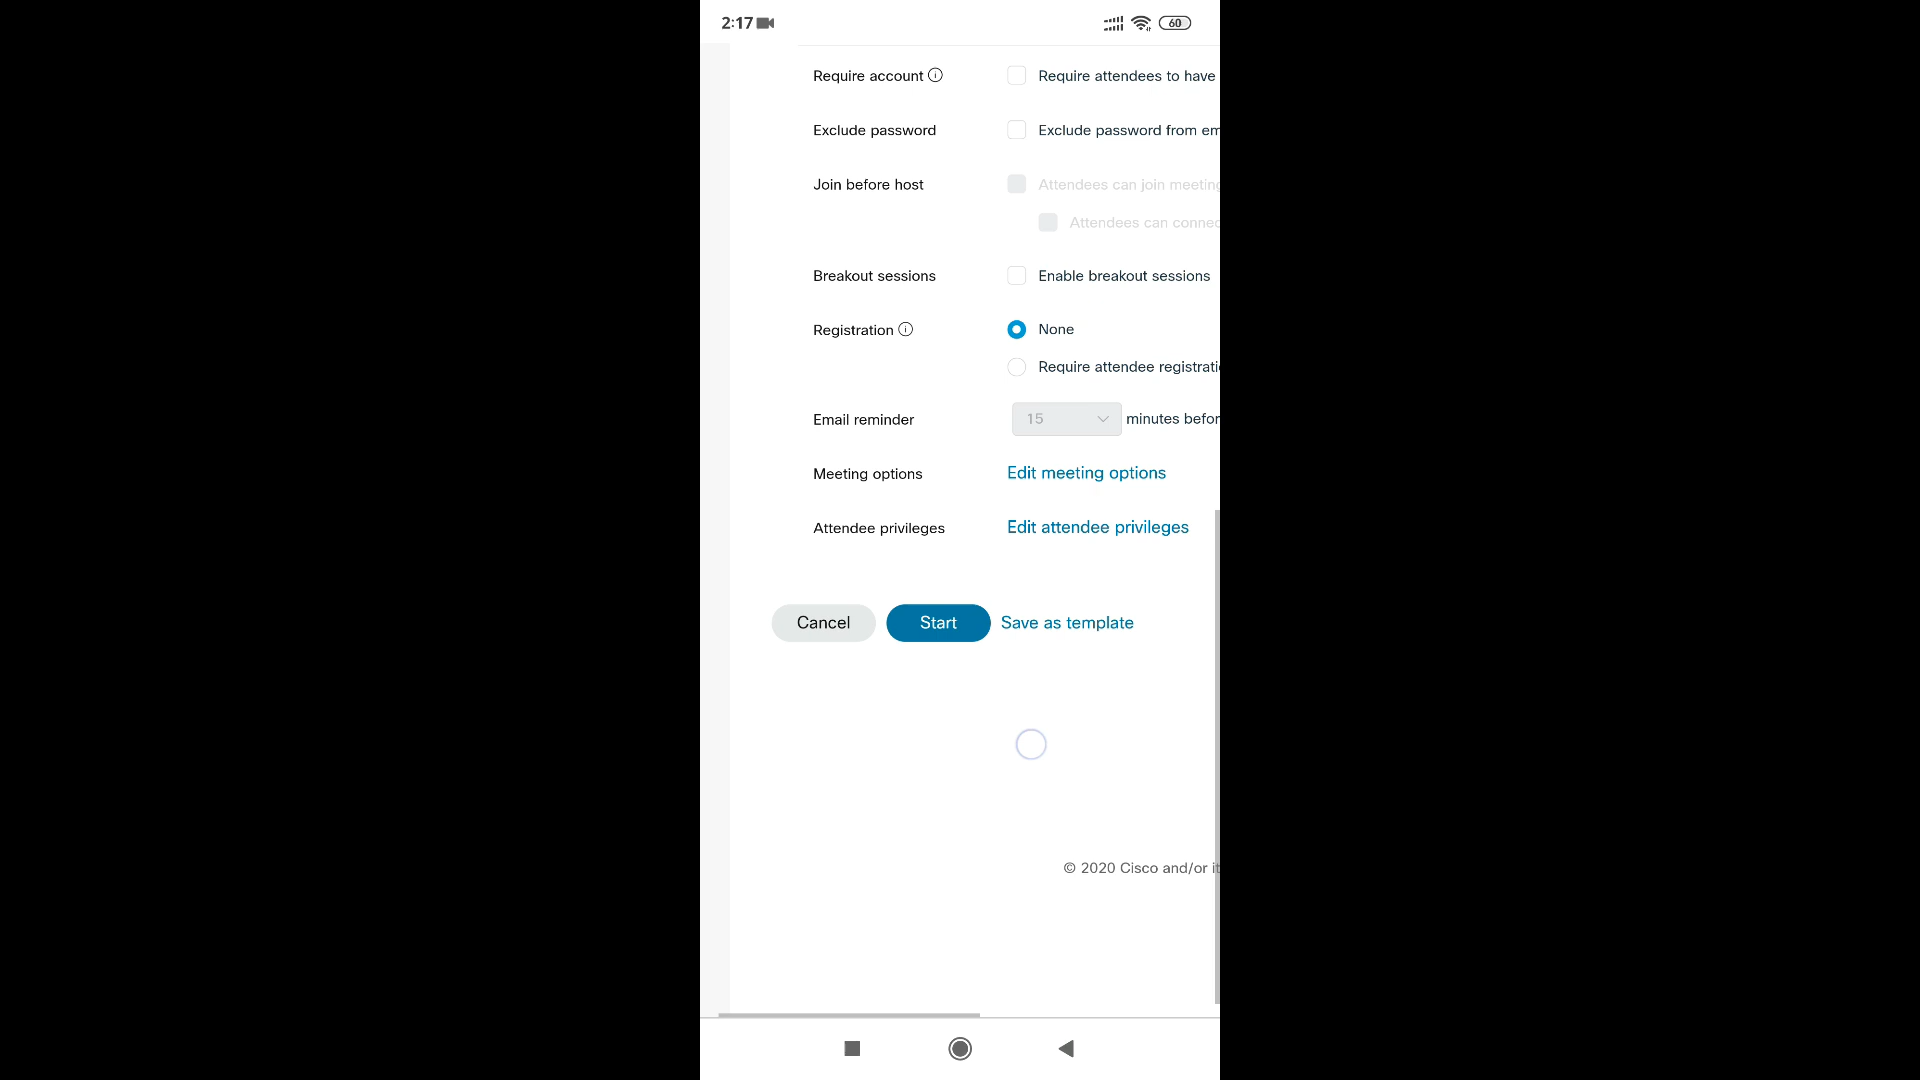 2:17
60
Require account
Require attendees to have
Exclude password
Exclude password from em
Join before host
Attendees can join meeting
Attendees can connec
Breakout sessions
Enable breakout sessions
Registration
None
Require attendee registrati
Email reminder
15
minutes befor
Meeting options
Edit meeting options
Attendee privileges
Edit attendee privileges
Cancel
Start
Save as template
© 2020 Cisco and/or it